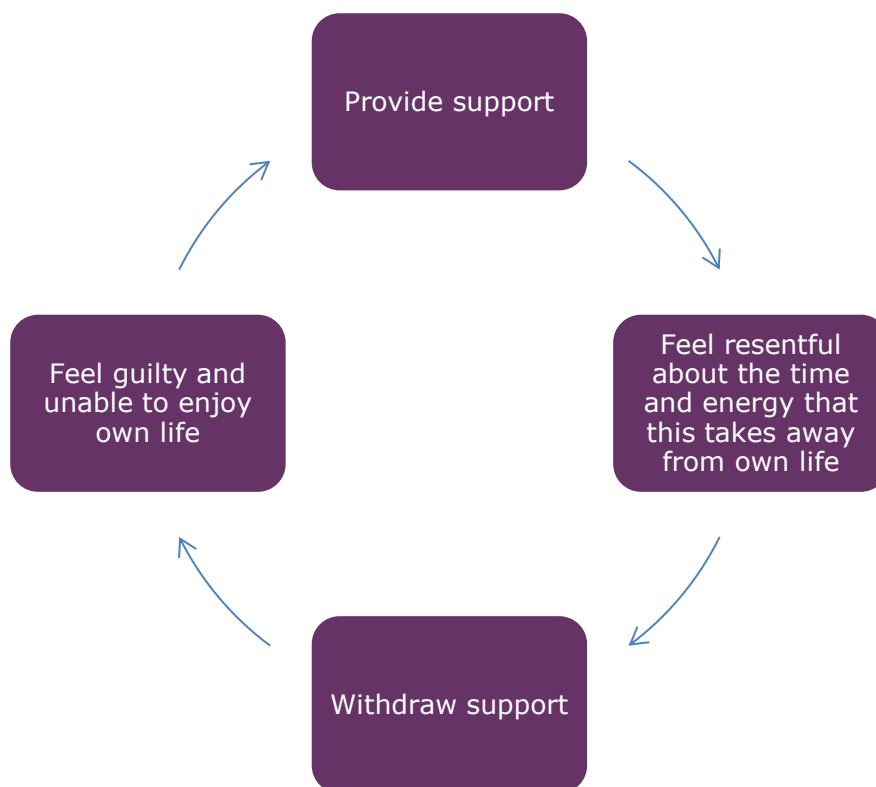 Provide support
Feel resentful
about the time
and energy that
this takes away
from own life
Withdraw support
Feel guilty and
unable to enjoy
own life